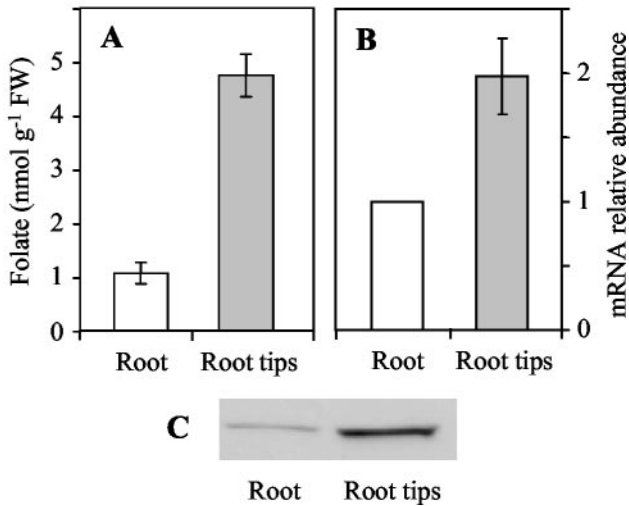 A
B
Folate (nmol g-1 FW)
5
4
3
2
1
0
2
1
0
mRNA relative abundance
Root
Root tips
Root
Root tips
C
Root
Root tips